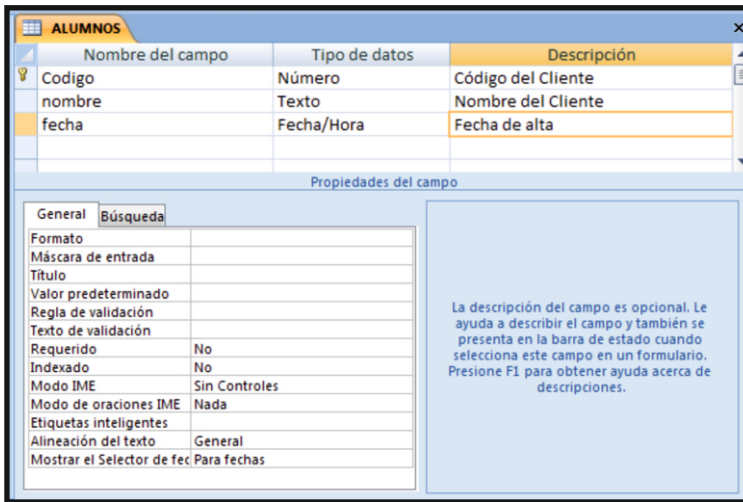 ALUMNOS
Nombre del campo Tipo de datos Descripción
Codigo Número Código del Cliente
nombre Texto Nombre del Cliente
fecha Fecha/Hora Fecha de alta
Propiedades del campo
General Búsqueda
Formato
Máscara de entrada
Título
Valor predeterminado
Regla de validación
Texto de validación
Requerido No
Indexado No
Modo IME Sin Controles
Modo de oraciones IME Nada
Etiquetas inteligentes
Alineación del texto General
Mostrar el Selector de fec Para fechas
La descripción del campo es opcional. Le
ayuda a describir el campo y también se
presenta en la barra de estado cuando
selecciona este campo en un formulario.
Presione F1 para obtener ayuda acerca de
descripciones.